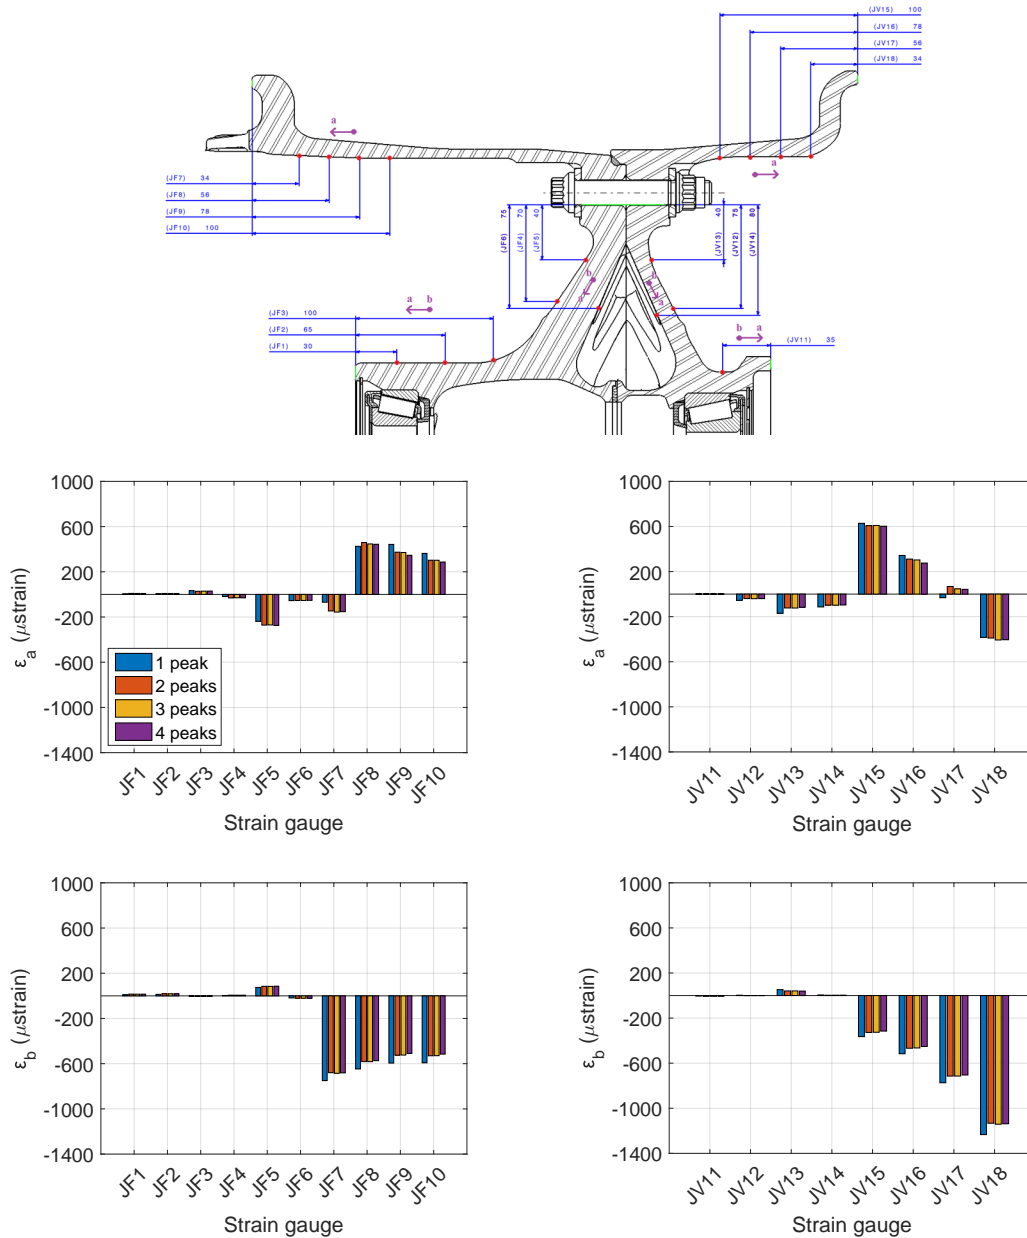 (JV15) 100
(JV16) 78
(JV17) 56
(JV18) 34
a
a
(JF7) 34
(JF8) 56
(JF9) 78
(JF10) 100
(JF6) 75
(JF4) 70
(JF5) 40
(JV13) 40
(JV12) 75
(JV14) 80
b
a
b
a
(JF3) 100
(JF2) 65
(JF1) 30
a b
b a
(JV11) 35
1000
600
200
-200
-600
-1000
-1400
εa (μstrain)
1 peak
2 peaks
3 peaks
4 peaks
JF1 JF2 JF3 JF4 JF5 JF6 JF7 JF8 JF9 JF10
Strain gauge
1000
600
200
-200
-600
-1000
-1400
εa (μstrain)
JV11 JV12 JV13 JV14 JV15 JV16 JV17 JV18
Strain gauge
1000
600
200
-200
-600
-1000
-1400
εb (μstrain)
JF1 JF2 JF3 JF4 JF5 JF6 JF7 JF8 JF9 JF10
Strain gauge
1000
600
200
-200
-600
-1000
-1400
εb (μstrain)
JV11 JV12 JV13 JV14 JV15 JV16 JV17 JV18
Strain gauge